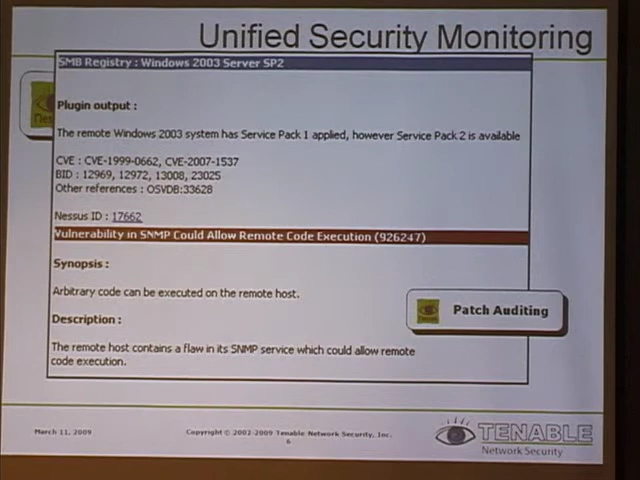 Unified Security Monitoring
SMB Registry : Windows 2003 Server SP2
Plugin output :
The remote Windows 2003 system has Service Pack 1 applied, however Service Pack 2 is available
CVE : CVE-1999-0662, CVE-2007-1537
BID : 12969, 12972, 13008, 23025
Other references : OSVDB:33628
Nessus ID : 17662
Vulnerability in SNMP Could Allow Remote Code Execution (926247)
Synopsis :
Arbitrary code can be executed on the remote host.
Patch Auditing
Description :
The remote host contains a flaw in its SNMP service which could allow remote
code execution.
March 11, 2009
Copyright © 2002-2009 Tenable Network Security, Inc.
6
TENABLE
Network Security